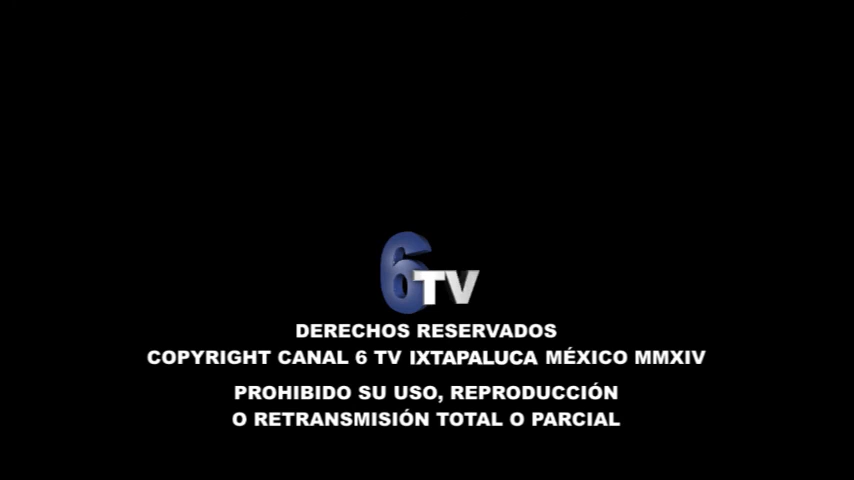 6TV
DERECHOS RESERVADOS
COPYRIGHT CANAL 6 TV IXTAPALUCA MÉXICO MMXIV
PROHIBIDO SU USO, REPRODUCCIÓN
O RETRANSMISIÓN TOTAL O PARCIAL